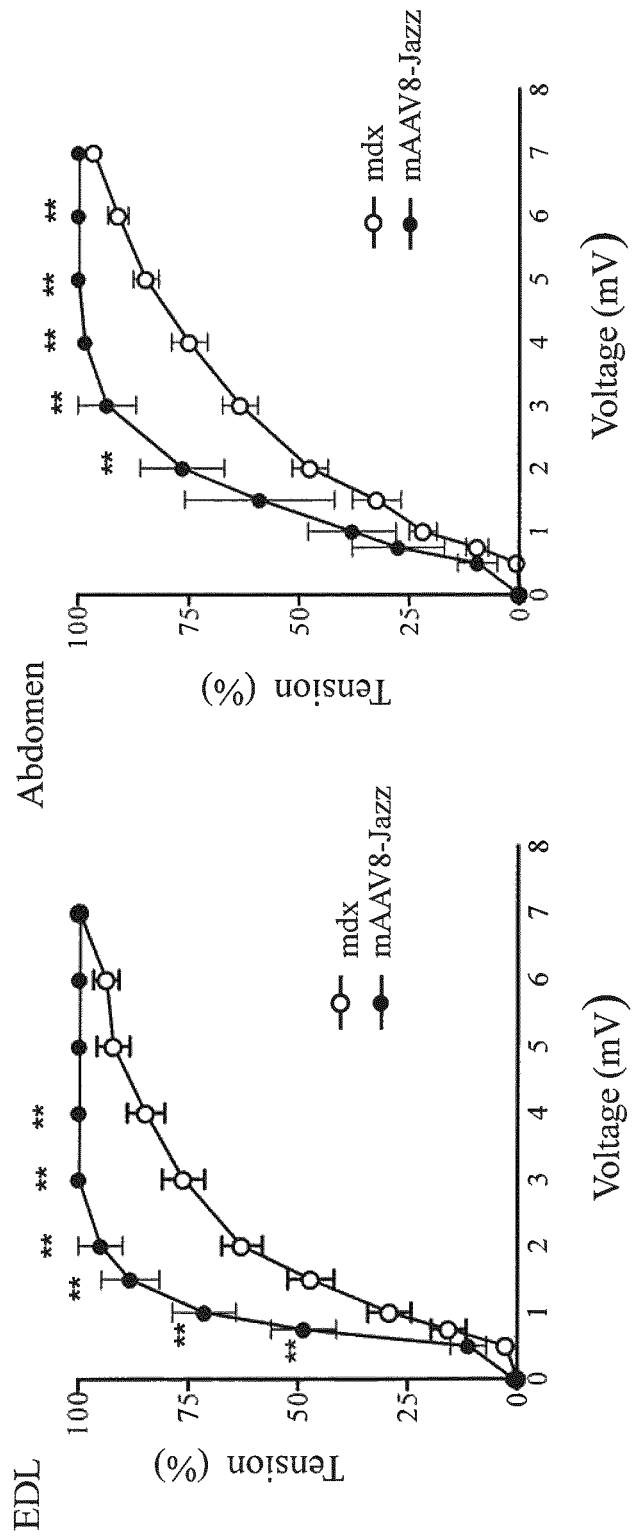 EDL
Tension (%)
100
75
50
25
0
**
**
**
**
**
**
mdx
mAAV8-Jazz
0 1 2 3 4 5 6 7 8
Voltage (mV)
Abdomen
Tension (%)
100
75
50
25
0
**
**
**
**
**
mdx
mAAV8-Jazz
0 1 2 3 4 5 6 7 8
Voltage (mV)